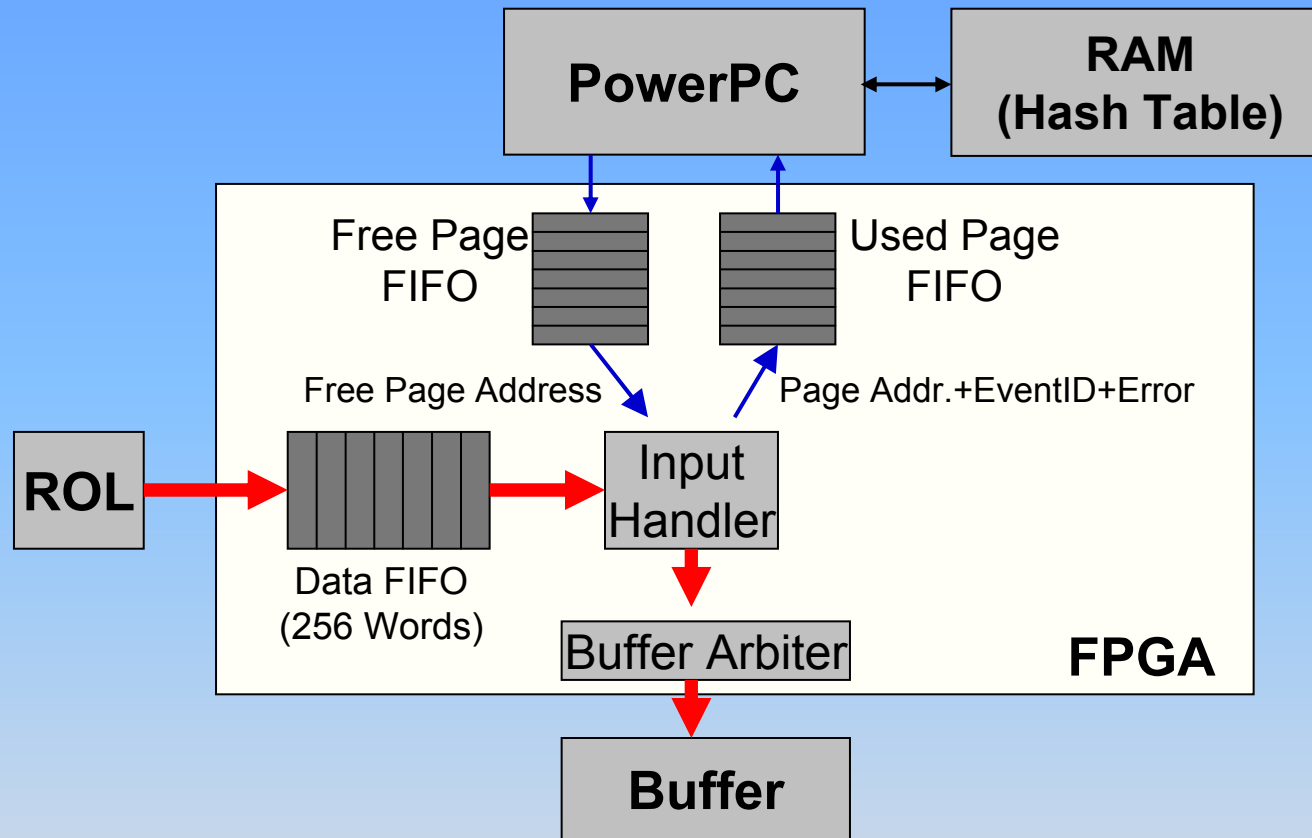 PowerPC
RAM
(Hash Table)
Free Page
FIFO
Used Page
FIFO
Free Page Address
Page Addr.+EventID+Error
ROL
Input
Handler
Data FIFO
(256 Words)
Buffer Arbiter
FPGA
Buffer